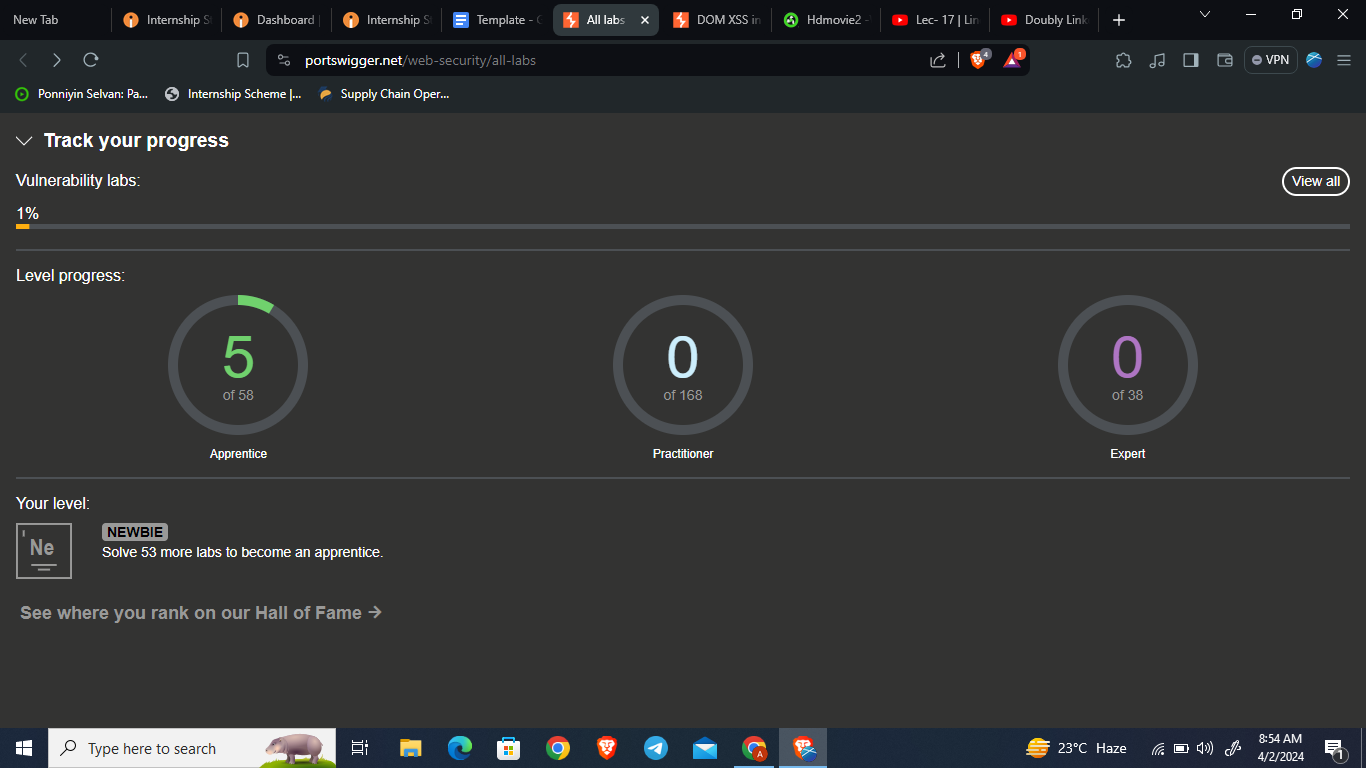 New Tab
Internship S
Dashboard
Internship S
Template - G
All labs
DOM XSS in
Hdmovie2 -
Lec- 17 | Lin
Doubly Link
portswigger.net/web-security/all-labs
4
1
VPN
Ponniyin Selvan: Pa...
Internship Scheme |...
Supply Chain Oper...
Track your progress
Vulnerability labs:
View all
1%
Level progress:
5
of 58
Apprentice
0
of 168
Practitioner
0
of 38
Expert
Your level:
Ne
NEWBIE
Solve 53 more labs to become an apprentice.
See where you rank on our Hall of Fame →
Type here to search
A
23°C Haze
8:54 AM
4/2/2024
1